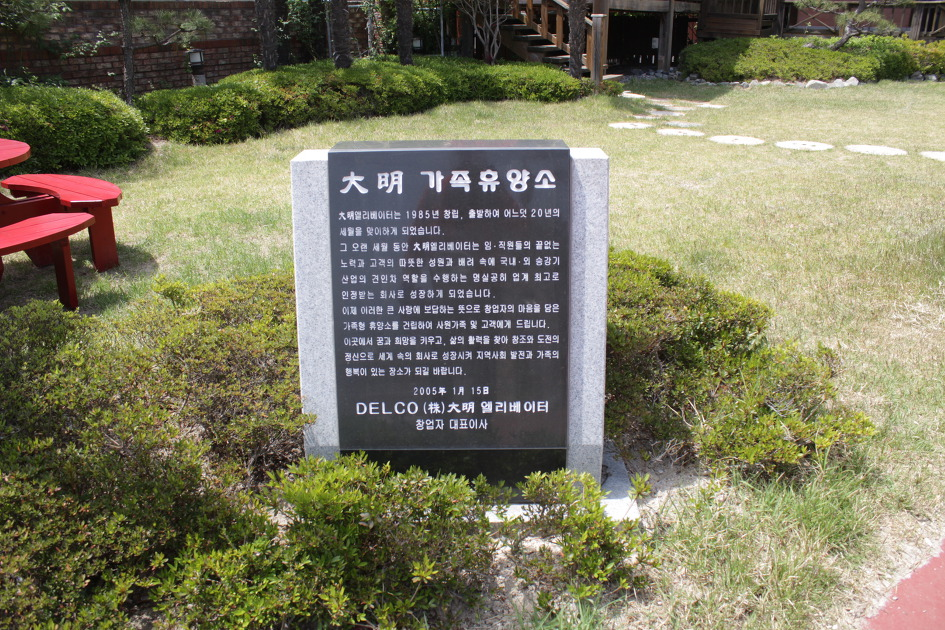 大明 가족휴양소
大明엘리베이터는 1985년 창립, 출발하여 어느덧 20년의
세월을 맞이하게 되었습니다.
그 오랜 세월 동안 大明엘리베이터는 임·직원들의 끝없는
노력과 고객의 따뜻한 성원과 배려 속에 국내·외 승강기
산업의 견인차 역할을 수행하는 명실공히 업계 최고로
인정받는 회사로 성장하게 되었습니다.
이제 이러한 큰 사랑에 보답하는 뜻으로 창업자의 마음을 담은
가족형 휴양소를 건립하여 사원가족 및 고객에게 드립니다.
이곳에서 꿈과 희망을 키우고, 삶의 활력을 찾아 창조와 도전의
정신으로 세계 속의 회사로 성장시켜 지역사회 발전과 가족의
행복이 있는 장소가 되길 바랍니다.
2005年 1月 15日
DELCO (株)大明 엘리베이터
창업자 대표이사